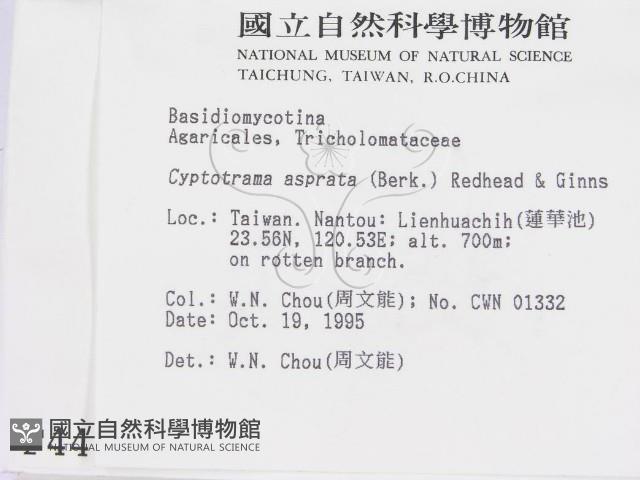 國立自然科學博物館
NATIONAL MUSEUM OF NATURAL SCIENCE
TAICHUNG, TAIWAN, R.O.CHINA
Basidiomycotina
Agaricales, Tricholomataceae
Cyptotrama asprata (Berk.) Redhead & Ginns
Loc.: Taiwan. Nantou: Lienhuachih(蓮華池)
23.56N, 120.53E; alt. 700m;
on rotten branch.
Col.: W.N. Chou(周文能); No. CWN 01332
Date: Oct. 19, 1995
Det.: W.N. Chou(周文能)
國立自然科學博物館
NATIONAL MUSEUM OF NATURAL SCIENCE